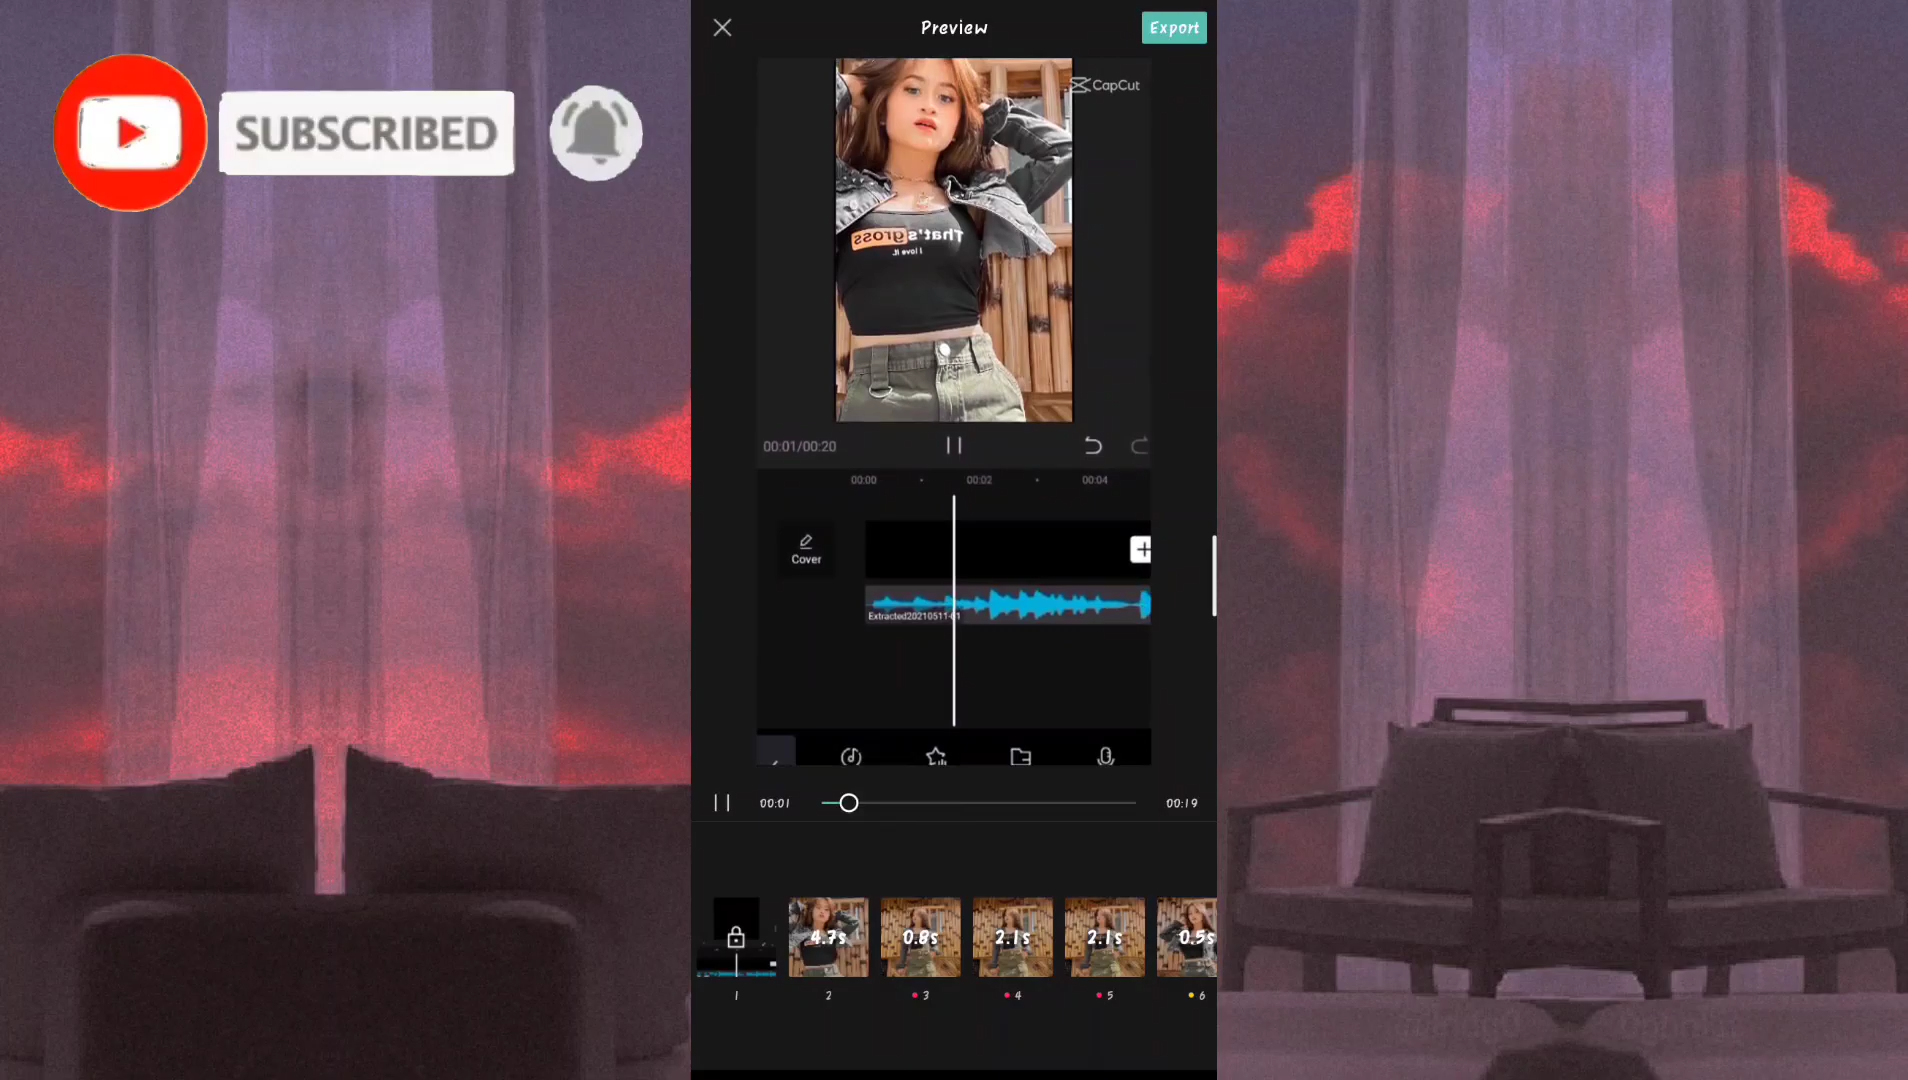 Preview
Export
SUBSCRIBED
CapCut
That's gross
I love it.
00:01/00:20
00:00
00:02
00:04
Cover
Extracted20210511-01
00:01
00:19
4.7s
0.8s
2.1s
2.1s
0.5s
1
2
3
4
5
6